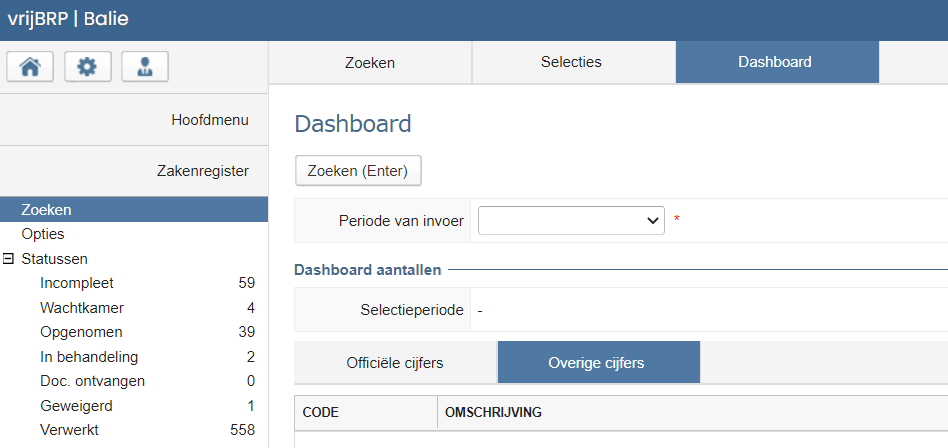 vrijBRP | Balie
Zoeken Selecties Dashboard
Hoofdmenu
Zakenregister
Zoeken
Opties
Statussen
Incompleet 59
Wachtkamer 4
Opgenomen 39
In behandeling 2
Doc. ontvangen 0
Geweigerd 1
Verwerkt 558
Dashboard
Zoeken (Enter)
Periode van invoer *
Dashboard aantallen
Selectieperiode -
Officiële cijfers Overige cijfers
CODE OMSCHRIJVING